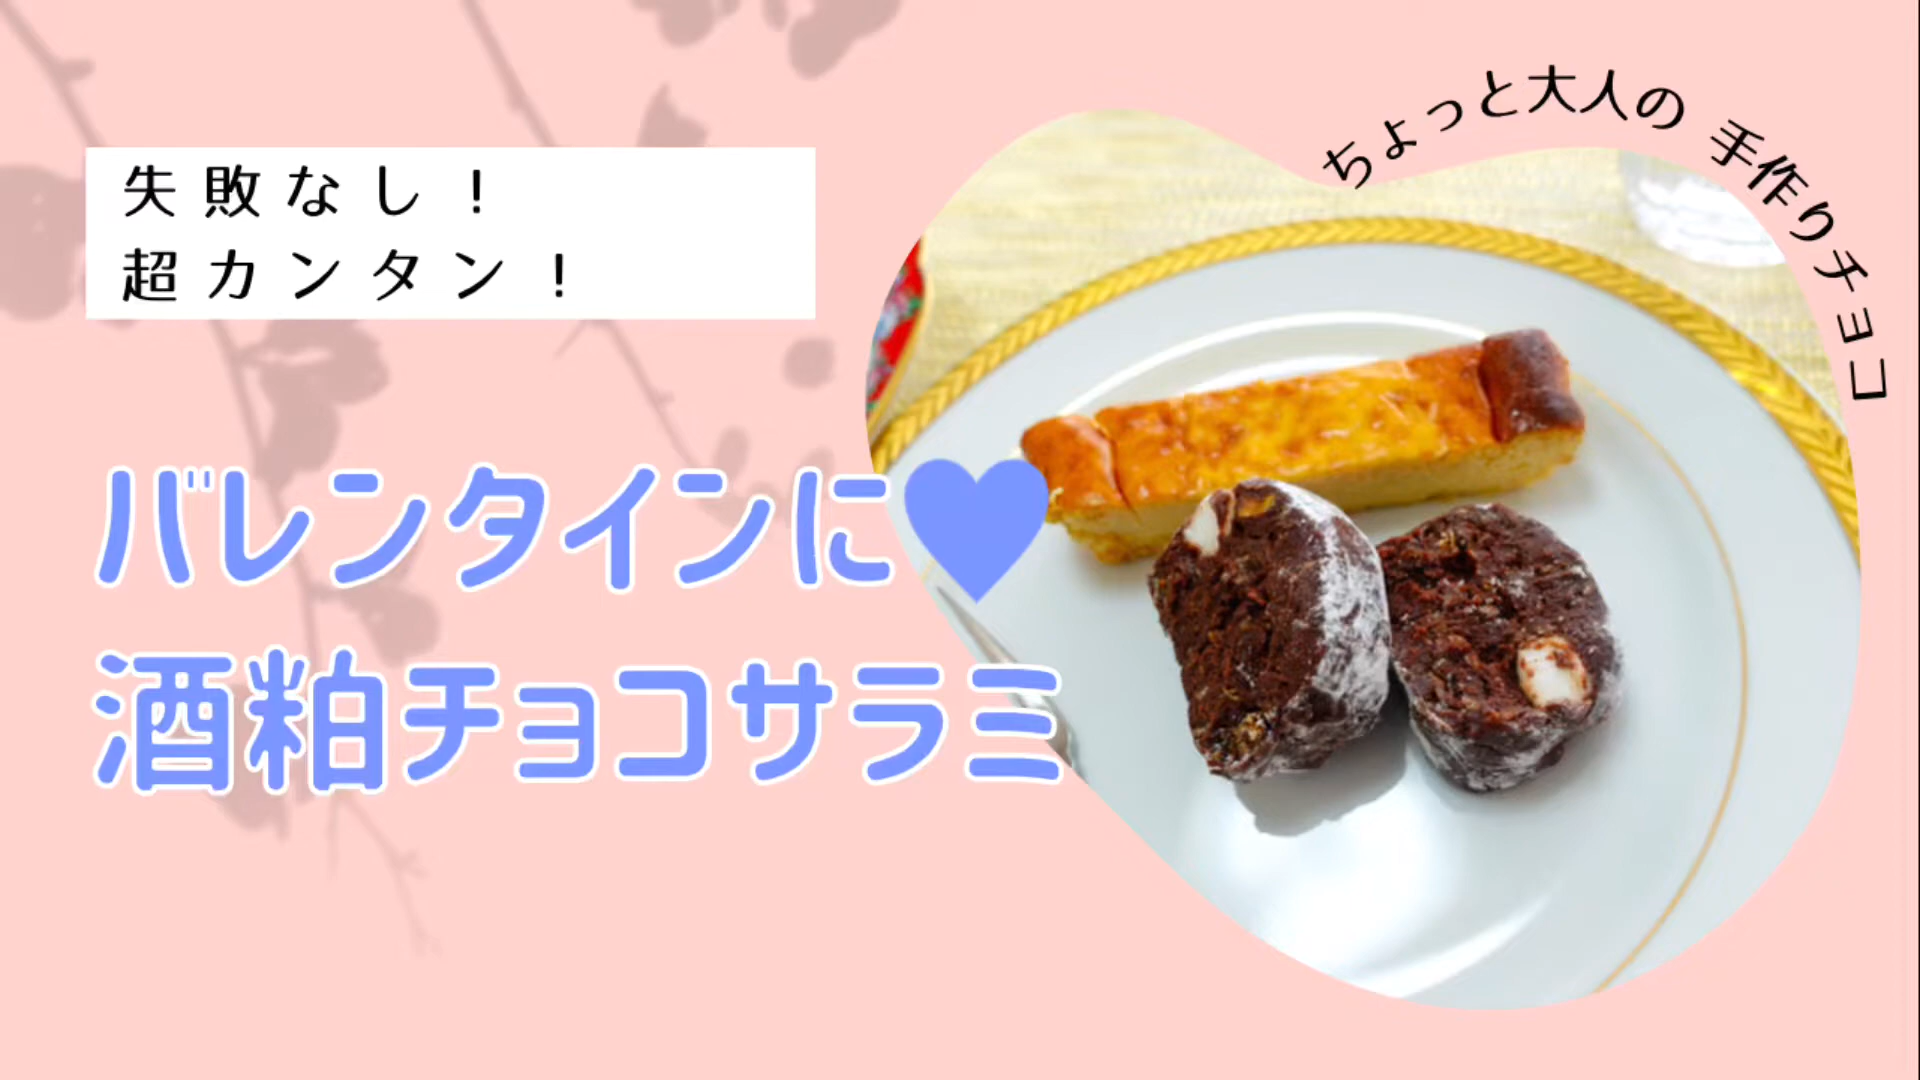 失敗なし！
超カンタン！
ちょっと大人の 手作りチョコ
バレンタインに♥
酒粕チョコサラミ